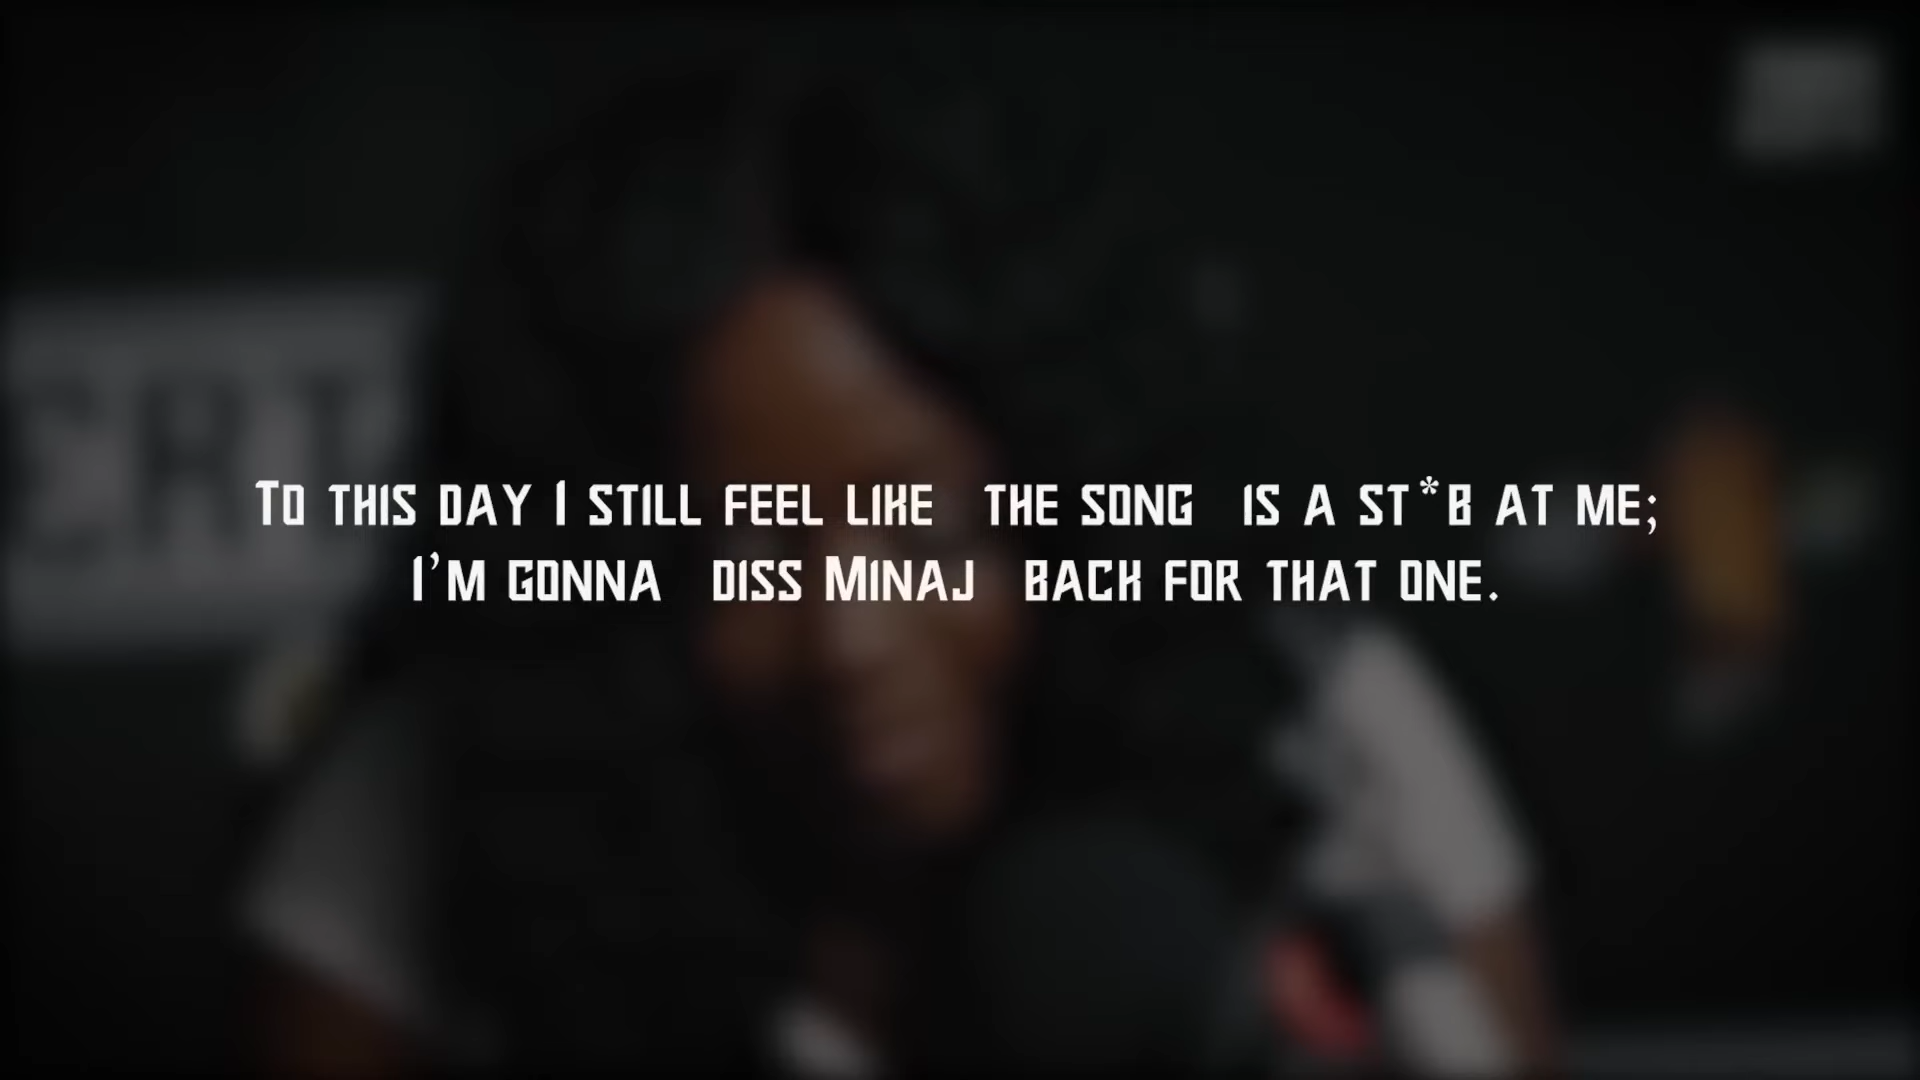 To this day I still feel like the song is a st*b at me;
I'm gonna diss Minaj back for that one.